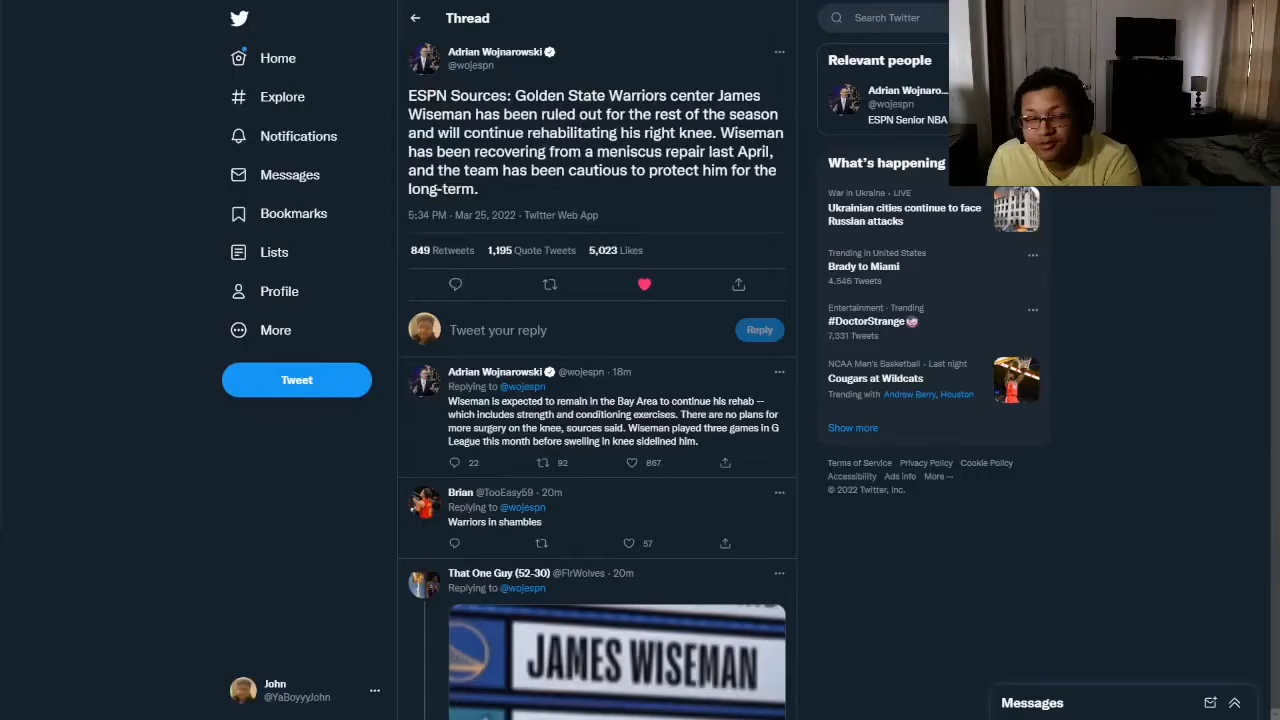 Home
Explore
Notifications
Messages
Bookmarks
Lists
Profile
More
Tweet
John
@YaBoyyyJohn
Thread
Adrian Wojnarowski
@wojespn
ESPN Sources: Golden State Warriors center James
Wiseman has been ruled out for the rest of the season
and will continue rehabilitating his right knee. Wiseman
has been recovering from a meniscus repair last April,
and the team has been cautious to protect him for the
long-term.
5:34 PM · Mar 25, 2022 · Twitter Web App
849 Retweets 1,195 Quote Tweets 5,023 Likes
Tweet your reply
Reply
Adrian Wojnarowski @wojespn · 18m
Replying to @wojespn
Wiseman is expected to remain in the Bay Area to continue his rehab --
which includes strength and conditioning exercises. There are no plans for
more surgery on the knee, sources said. Wiseman played three games in G
League this month before swelling in knee sidelined him.
22 92 867
Brian @TooEasy59 · 20m
Replying to @wojespn
Warriors in shambles
57
That One Guy (52-30) @FlrWolves · 20m
Replying to @wojespn
JAMES WISEMAN
Search Twitter
Relevant people
Adrian Wojnaro...
@wojespn
ESPN Senior NBA
What's happening
War in Ukraine · LIVE
Ukrainian cities continue to face
Russian attacks
Trending in United States
Brady to Miami
4,546 Tweets
Entertainment · Trending
#DoctorStrange
7,331 Tweets
NCAA Men's Basketball · Last night
Cougars at Wildcats
Trending with Andrew Berry, Houston
Show more
Terms of Service Privacy Policy Cookie Policy
Accessibility Ads info More ···
© 2022 Twitter, Inc.
Messages